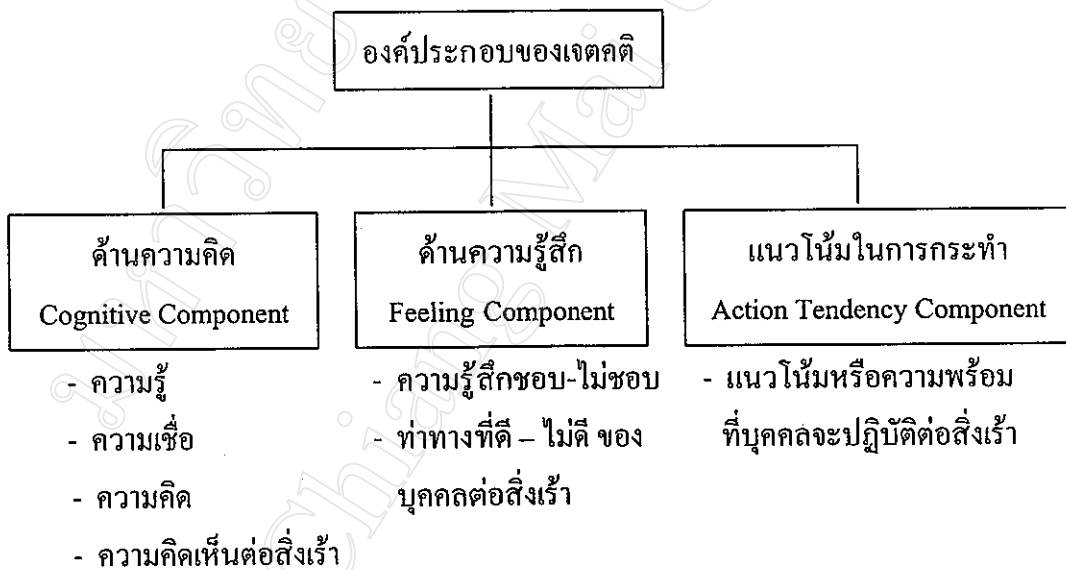 องค์ประกอบของเจตคติ
ด้านความคิด
Cognitive Component
- ความรู้
- ความเชื่อ
- ความคิด
- ความคิดเห็นต่อสิ่งเร้า
ด้านความรู้สึก
Feeling Component
- ความรู้สึกชอบ-ไม่ชอบ
- ท่าทางที่ดี – ไม่ดี ของ
บุคคลต่อสิ่งเร้า
แนวโน้มในการกระทำ
Action Tendency Component
- แนวโน้มหรือความพร้อม
ที่บุคคลจะปฏิบัติต่อสิ่งเร้า
Chiang Mai